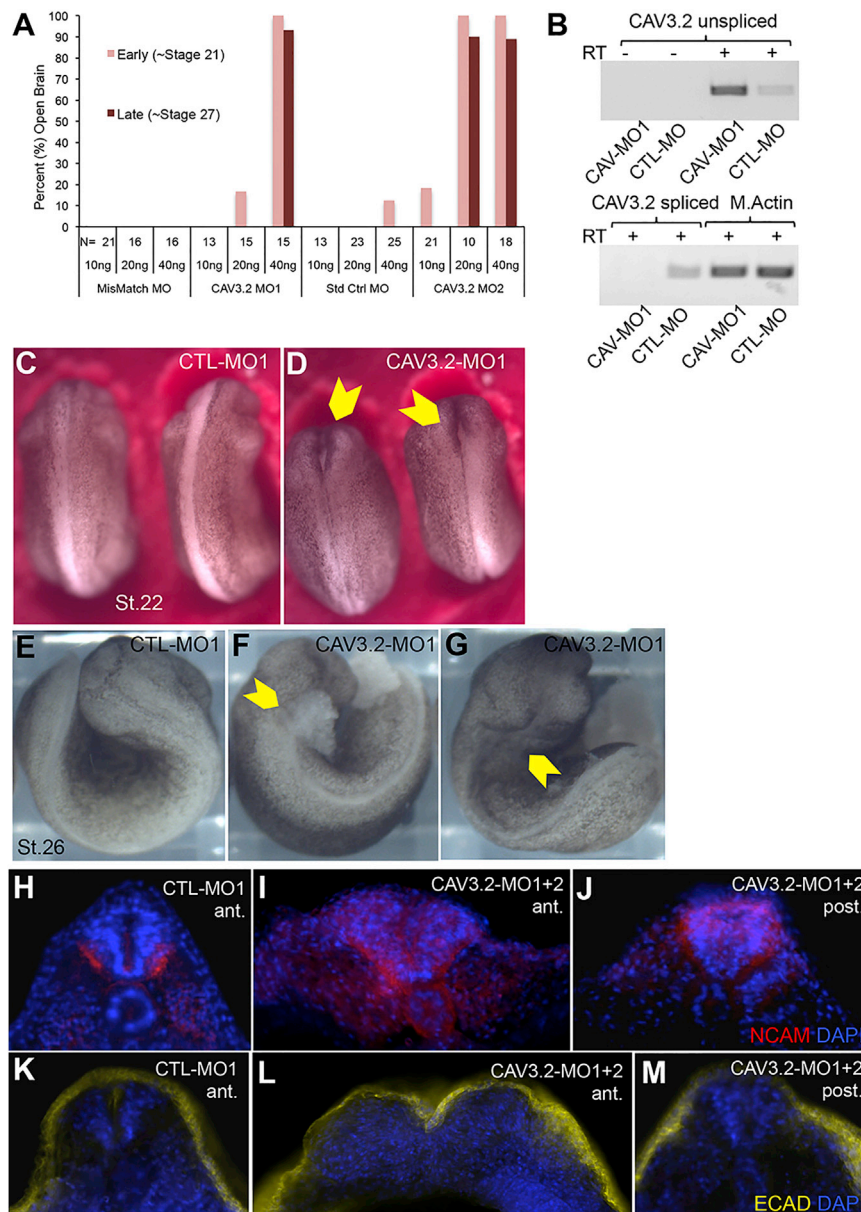 A
Percent (%) Open Brain
100
90
80
70
60
50
40
30
20
10
0
Early (~Stage 21)
Late (~Stage 27)
N= 21 16 16 13 15 15 13 23 25 21 10 18
10ng 20ng 40ng 10ng 20ng 40ng 10ng 20ng 40ng 10ng 20ng 40ng
MisMatch MO CAV3.2 MO1 Std Ctrl MO CAV3.2 MO2
B
CAV3.2 unspliced
RT - - + +
CAV-MO1 CTL-MO CAV-MO1 CTL-MO
CAV3.2 spliced M.Actin
RT + + + +
CAV-MO1 CTL-MO CAV-MO1 CTL-MO
C CTL-MO1
St.22
D CAV3.2-MO1
E CTL-MO1
St.26
F CAV3.2-MO1
G CAV3.2-MO1
H CTL-MO1
ant.
I CAV3.2-MO1+2
ant.
J CAV3.2-MO1+2
post.
NCAM DAPI
K CTL-MO1
ant.
L CAV3.2-MO1+2
ant.
M CAV3.2-MO1+2
post.
ECAD DAPI